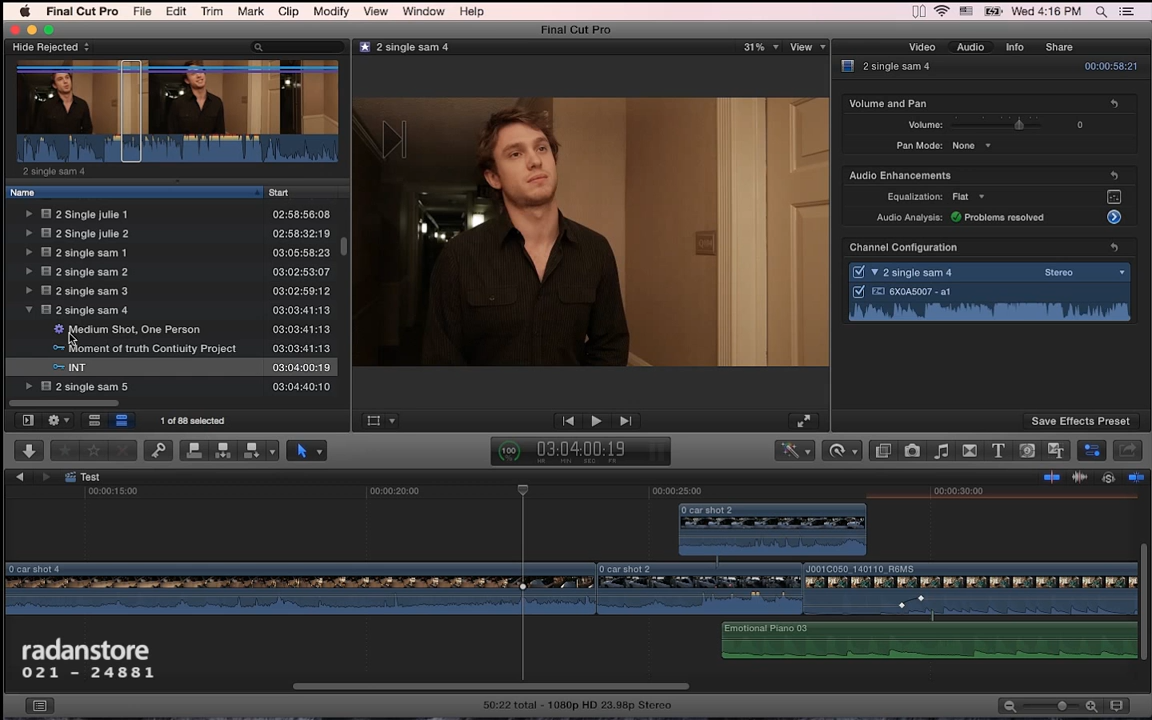 Final Cut Pro File Edit Trim Mark Clip Modify View Window Help Wed 4:16 PM
Final Cut Pro
Hide Rejected
2 single sam 4 31% View
Video Audio Info Share
2 single sam 4 00:00:58:21
Volume and Pan
Volume: 0
Pan Mode: None
Audio Enhancements
Equalization: Flat
Audio Analysis: Problems resolved
Channel Configuration
2 single sam 4 Stereo
6X0A5007 - a1
Save Effects Preset
2 single sam 4
Name Start
2 Single julie 1 02:58:56:08
2 Single julie 2 02:58:32:19
2 single sam 1 03:05:58:23
2 single sam 2 03:02:53:07
2 single sam 3 03:02:59:12
2 single sam 4 03:03:41:13
Medium Shot, One Person 03:03:41:13
Moment of truth Contiuity Project 03:03:41:13
INT 03:04:00:19
2 single sam 5 03:04:40:10
1 of 88 selected
100 03:04:00:19
HR MIN SEC FR
Test
00:00:15:00 00:00:20:00 00:00:25:00 00:00:30:00
0 car shot 2
0 car shot 4 0 car shot 2 J001C050_140110_R6MS
Emotional Piano 03
radanstore
021 - 24881
50:22 total - 1080p HD 23.98p Stereo